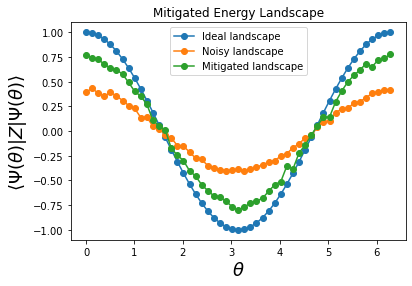 Mitigated Energy Landscape
Ideal landscape
Noisy landscape
Mitigated landscape
⟨Ψ(θ)|Z|Ψ(θ)⟩
1.00
0.75
0.50
0.25
0.00
−0.25
−0.50
−0.75
−1.00
0 1 2 3 4 5 6
θ